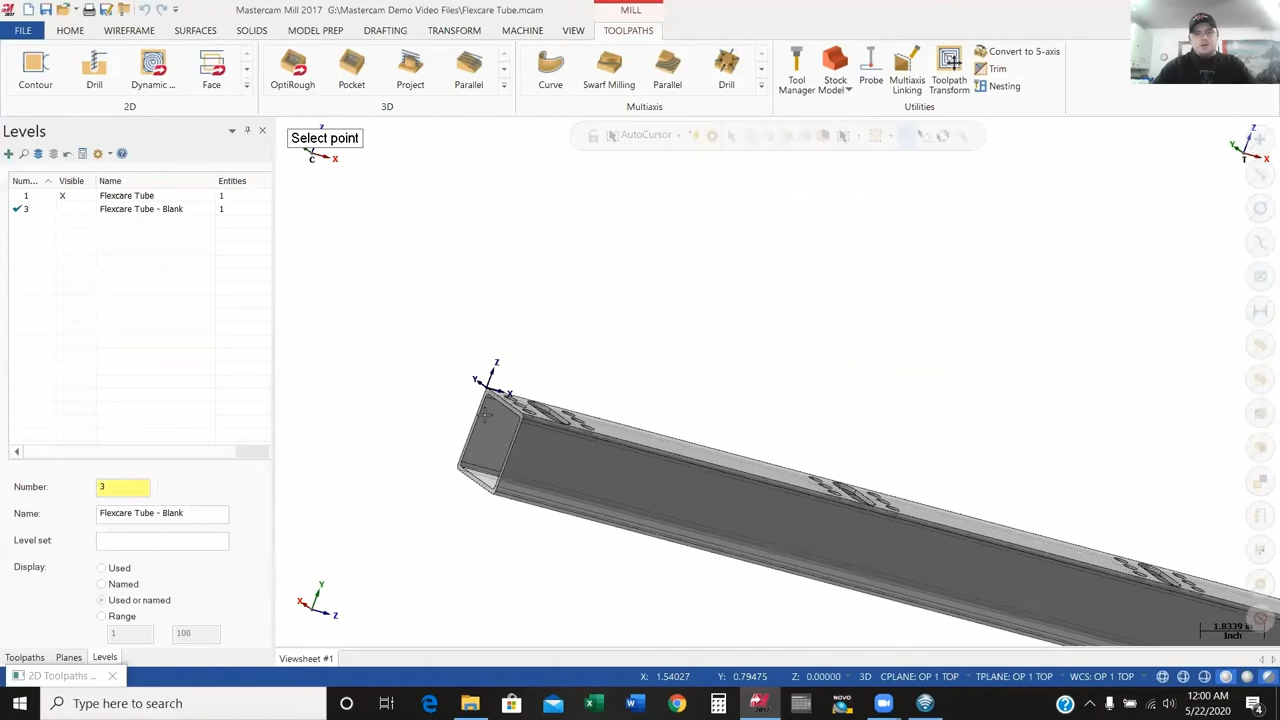 Mastercam Mill 2017 G:\Mastercam Demo Video Files\Flexcare Tube.mcam
MILL
FILE HOME WIREFRAME SURFACES SOLIDS MODEL PREP DRAFTING TRANSFORM MACHINE VIEW TOOLPATHS
Contour Drill Dynamic ... Face
2D
OptiRough Pocket Project Parallel
3D
Curve Swarf Milling Parallel Drill
Multiaxis
Tool Manager Stock Model Probe Multiaxis Linking Toolpath Transform
Convert to 5-axis
Trim
Nesting
Utilities
Levels
Num... Visible Name Entities
1 X Flexcare Tube 1
3 Flexcare Tube - Blank 1
Number: 3
Name: Flexcare Tube - Blank
Level set:
Display: Used
Named
Used or named
Range
1 100
Toolpaths Planes Levels
2D Toolpaths ...
Select point
AutoCursor
Z
C X
Z
Y
T X
Z
Y
X
Y
X
Z
1.8339 in
Inch
Viewsheet #1
X: 1.54027 Y: 0.79475 Z: 0.00000 3D CPLANE: OP 1 TOP TPLANE: OP 1 TOP WCS: OP 1 TOP
Type here to search
NOVO
12:00 AM
5/22/2020
4